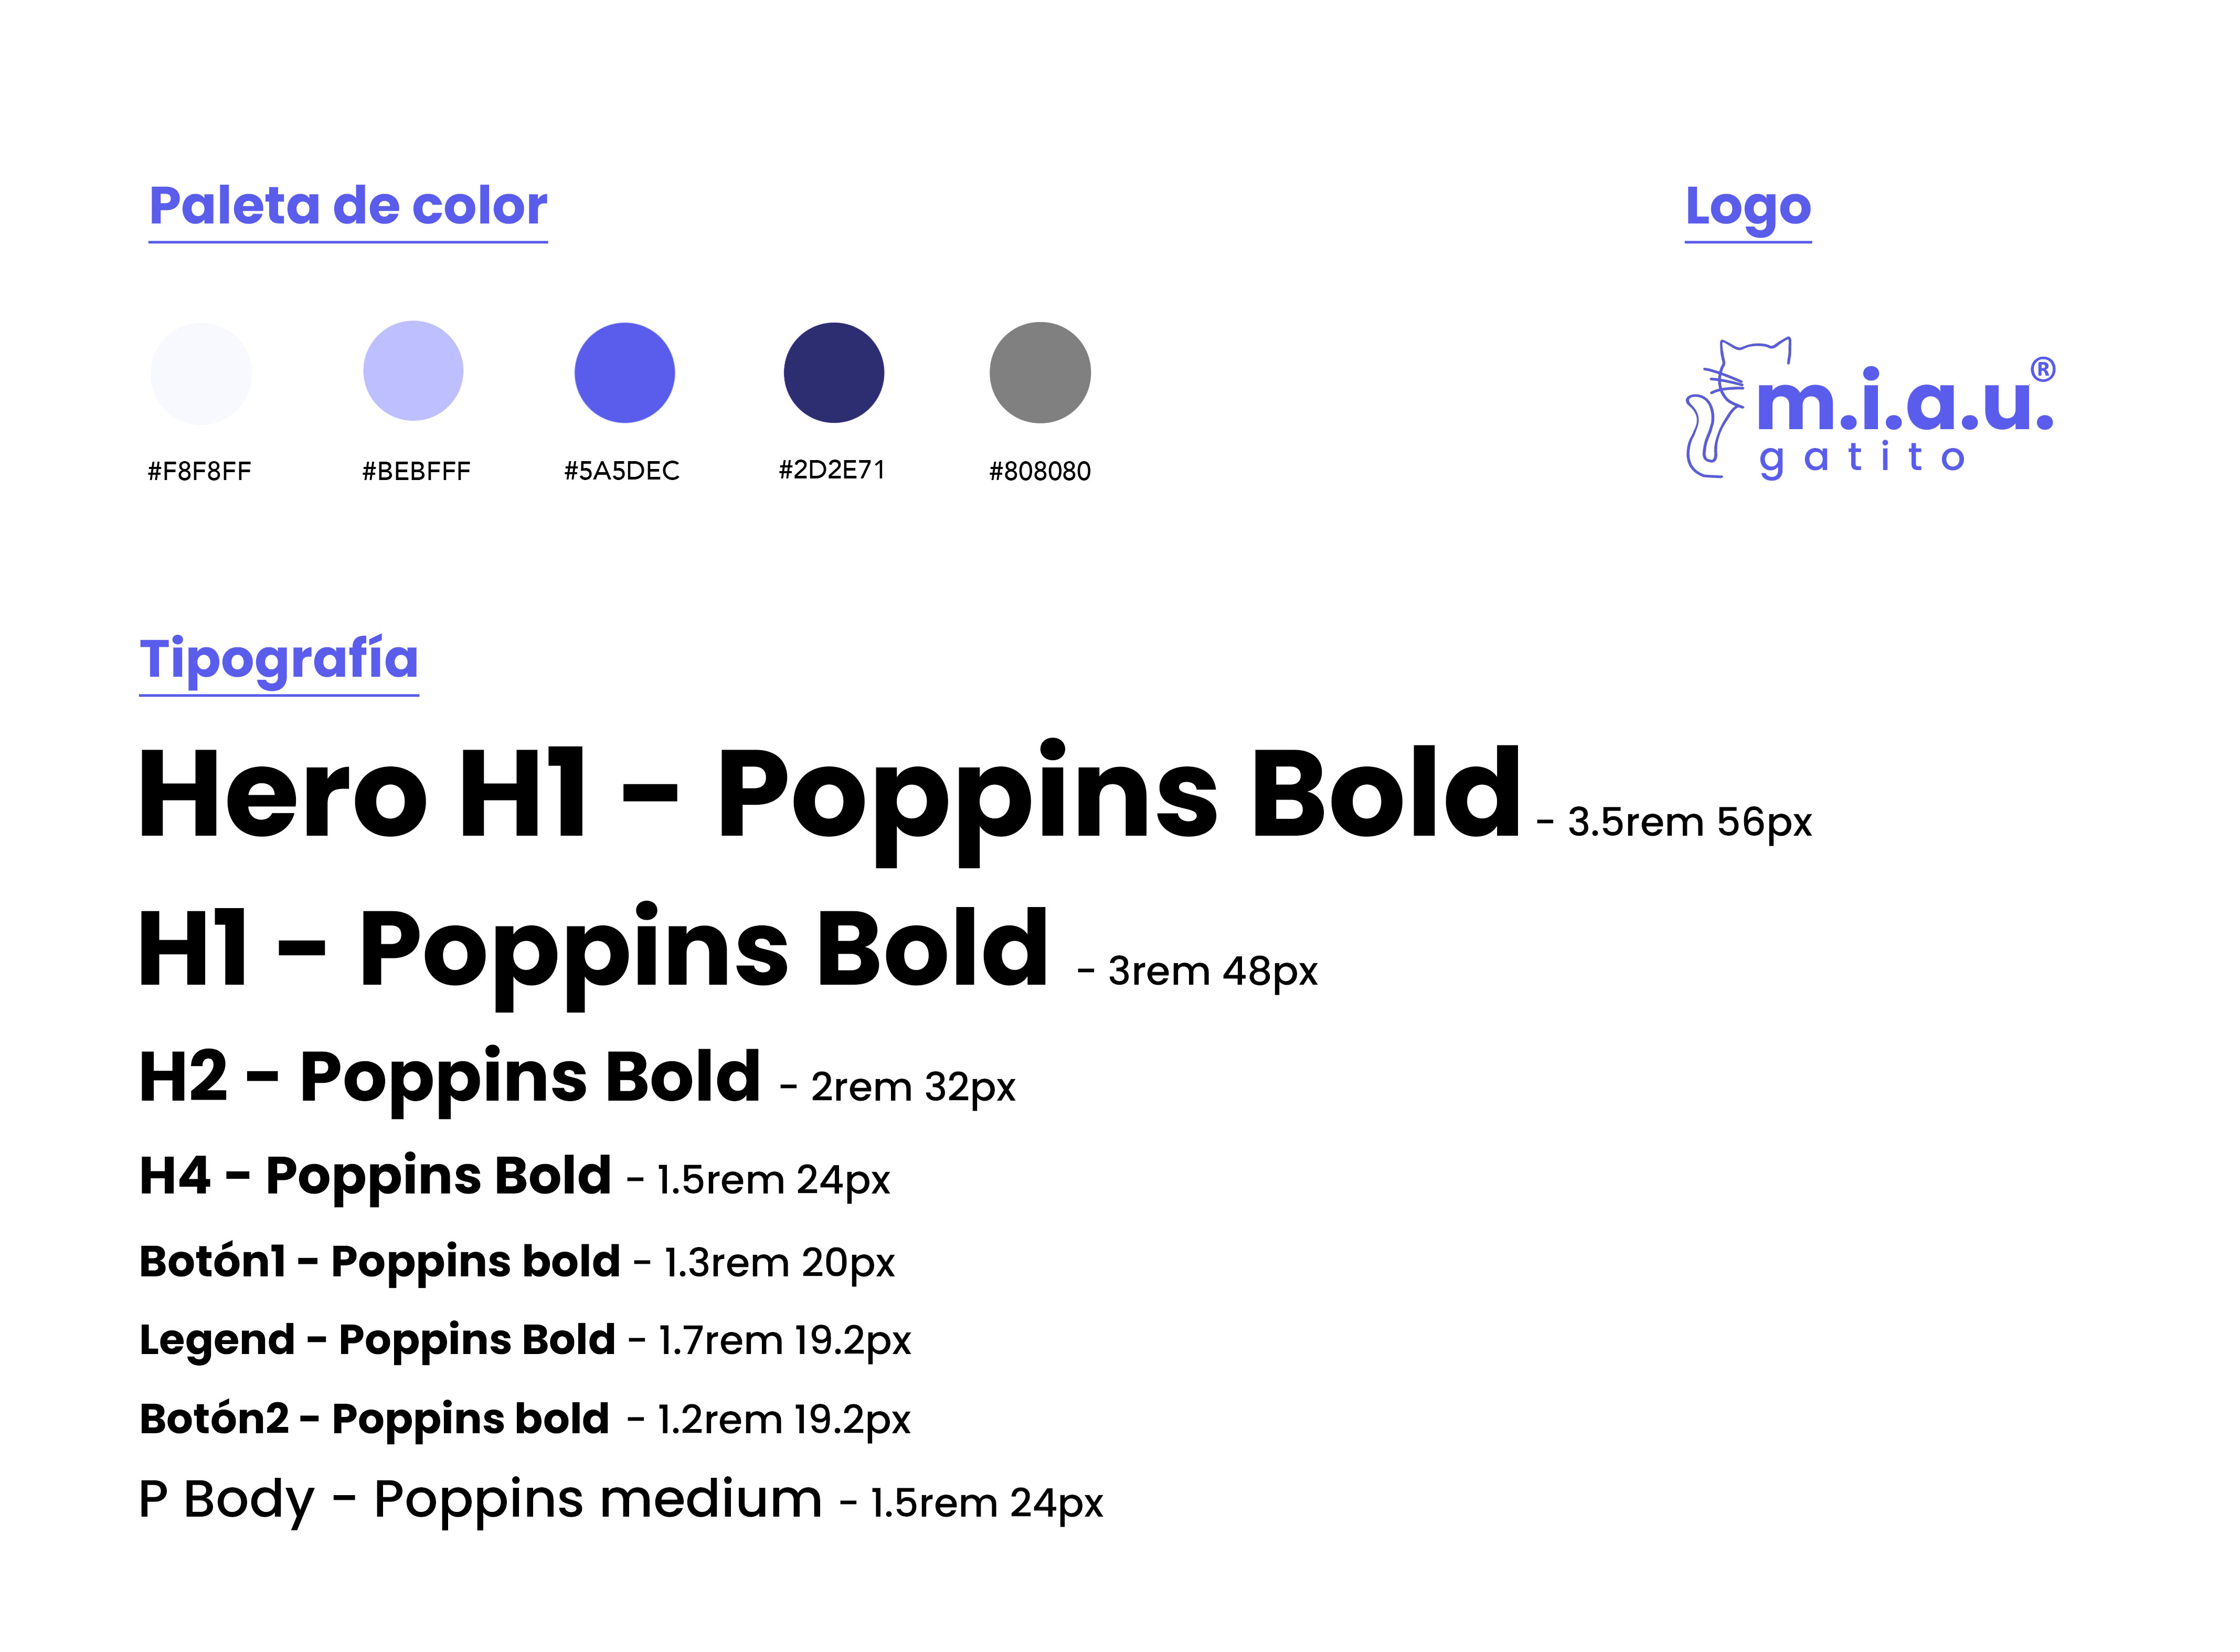 Paleta de color
Logo
#F8F8FF
#BEBFFF
#5A5DEC
#2D2E71
#808080
m.i.a.u.®
gatito
Tipografía
Hero H1 - Poppins Bold - 3.5rem 56px
H1 - Poppins Bold - 3rem 48px
H2 - Poppins Bold - 2rem 32px
H4 - Poppins Bold - 1.5rem 24px
Botón1 - Poppins bold - 1.3rem 20px
Legend - Poppins Bold - 1.7rem 19.2px
Botón2 - Poppins bold - 1.2rem 19.2px
P Body - Poppins medium - 1.5rem 24px